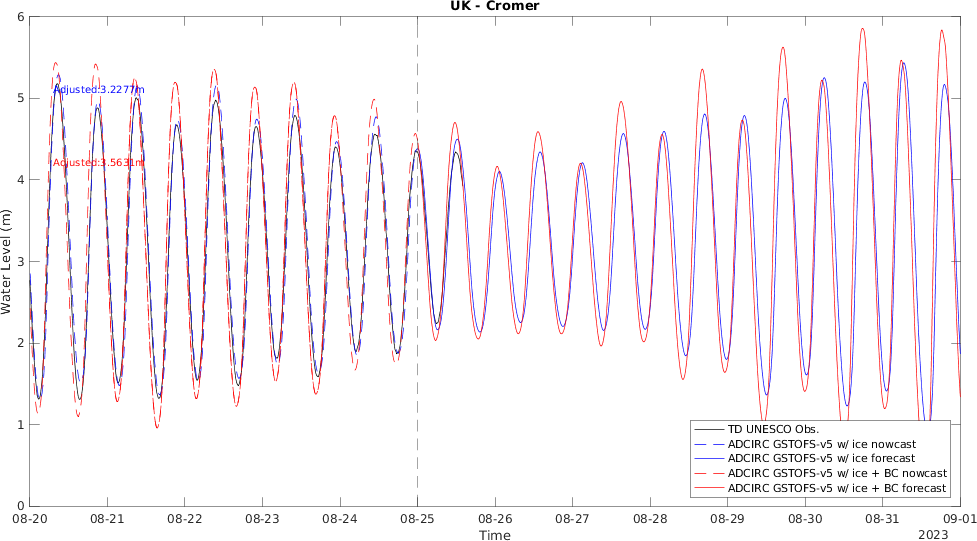 UK - Cromer
6
5
4
3
2
1
0
Water Level (m)
Adjusted:3.2277m
Adjusted:3.5631m
TD UNESCO Obs.
ADCIRC GSTOFS-v5 w/ ice nowcast
ADCIRC GSTOFS-v5 w/ ice forecast
ADCIRC GSTOFS-v5 w/ ice + BC nowcast
ADCIRC GSTOFS-v5 w/ ice + BC forecast
08-20 08-21 08-22 08-23 08-24 08-25 08-26 08-27 08-28 08-29 08-30 08-31 09-01
Time
2023